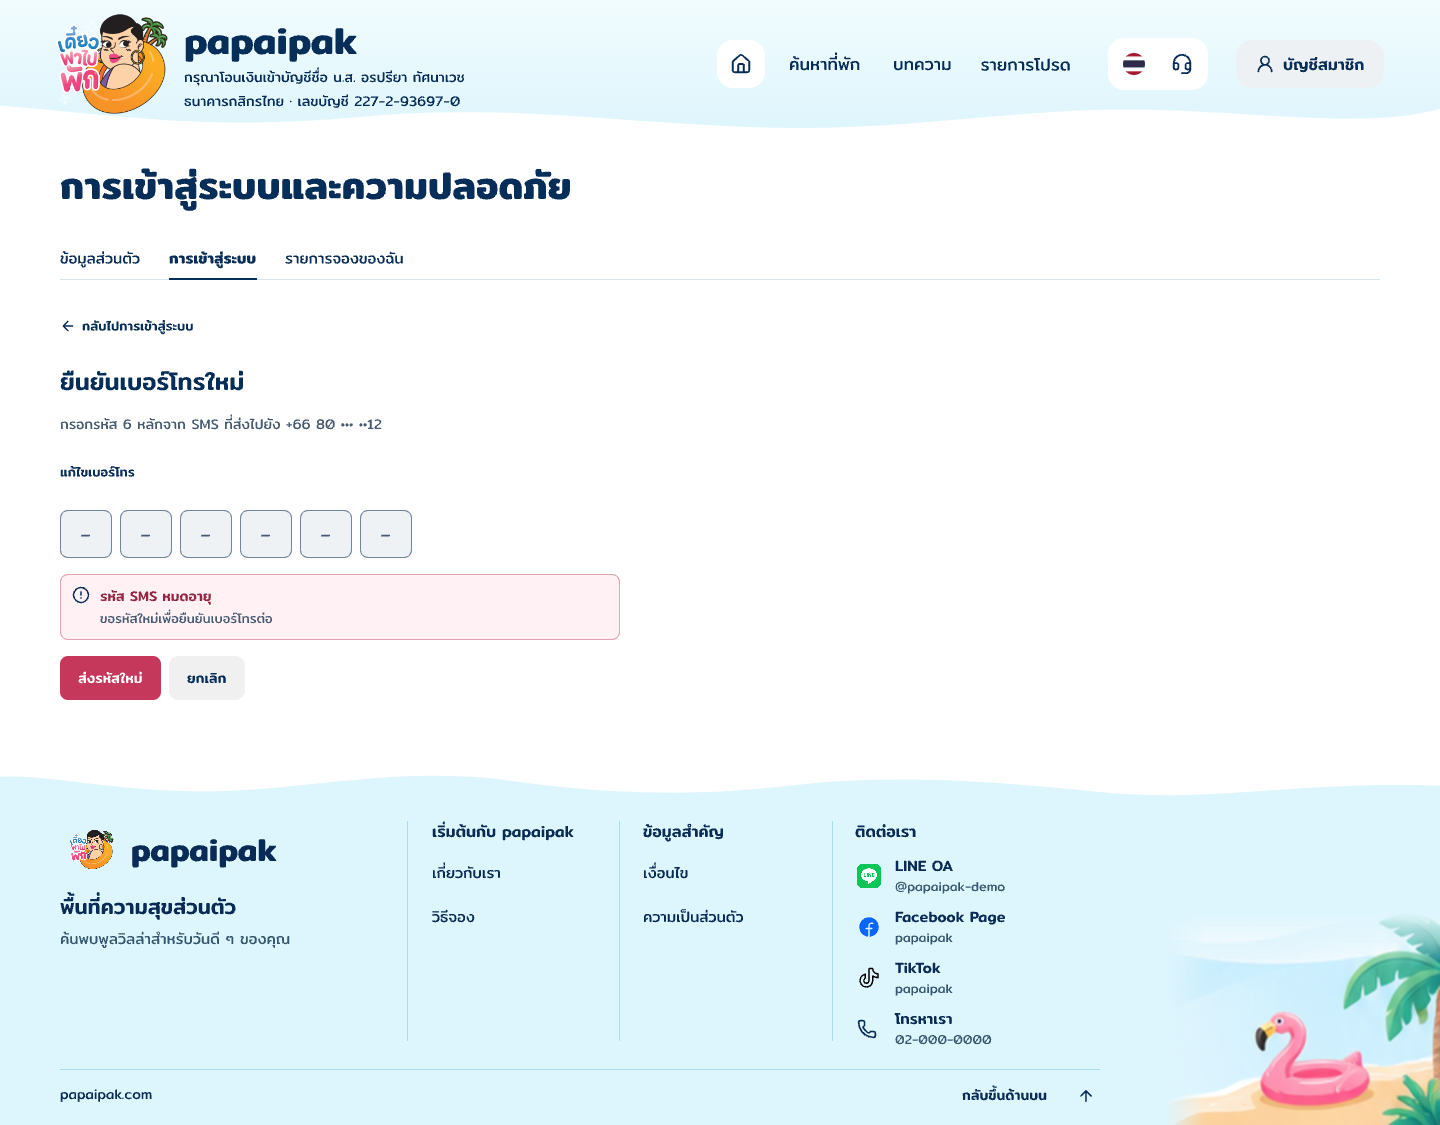 เดี๋ยว
พาไป
พัก
papaipak
กรุณาโอนเงินเข้าบัญชีชื่อ น.ส. อรปรียา ทัศนาเวช
ธนาคารกสิกรไทย · เลขบัญชี 227-2-93697-0
ค้นหาที่พัก
บทความ
รายการโปรด
บัญชีสมาชิก
การเข้าสู่ระบบและความปลอดภัย
ข้อมูลส่วนตัว
การเข้าสู่ระบบ
รายการจองของฉัน
กลับไปการเข้าสู่ระบบ
ยืนยันเบอร์โทรใหม่
กรอกรหัส 6 หลักจาก SMS ที่ส่งไปยัง +66 80 ••• ••12
แก้ไขเบอร์โทร
– – – – – –
รหัส SMS หมดอายุ
ขอรหัสใหม่เพื่อยืนยันเบอร์โทรต่อ
ส่งรหัสใหม่
ยกเลิก
เดี๋ยว
พาไป
พัก
papaipak
พื้นที่ความสุขส่วนตัว
ค้นพบพูลวิลล่าสำหรับวันดี ๆ ของคุณ
เริ่มต้นกับ papaipak
เกี่ยวกับเรา
วิธีจอง
ข้อมูลสำคัญ
เงื่อนไข
ความเป็นส่วนตัว
ติดต่อเรา
LINE
LINE OA
@papaipak-demo
Facebook Page
papaipak
TikTok
papaipak
โทรหาเรา
02-000-0000
papaipak.com
กลับขึ้นด้านบน